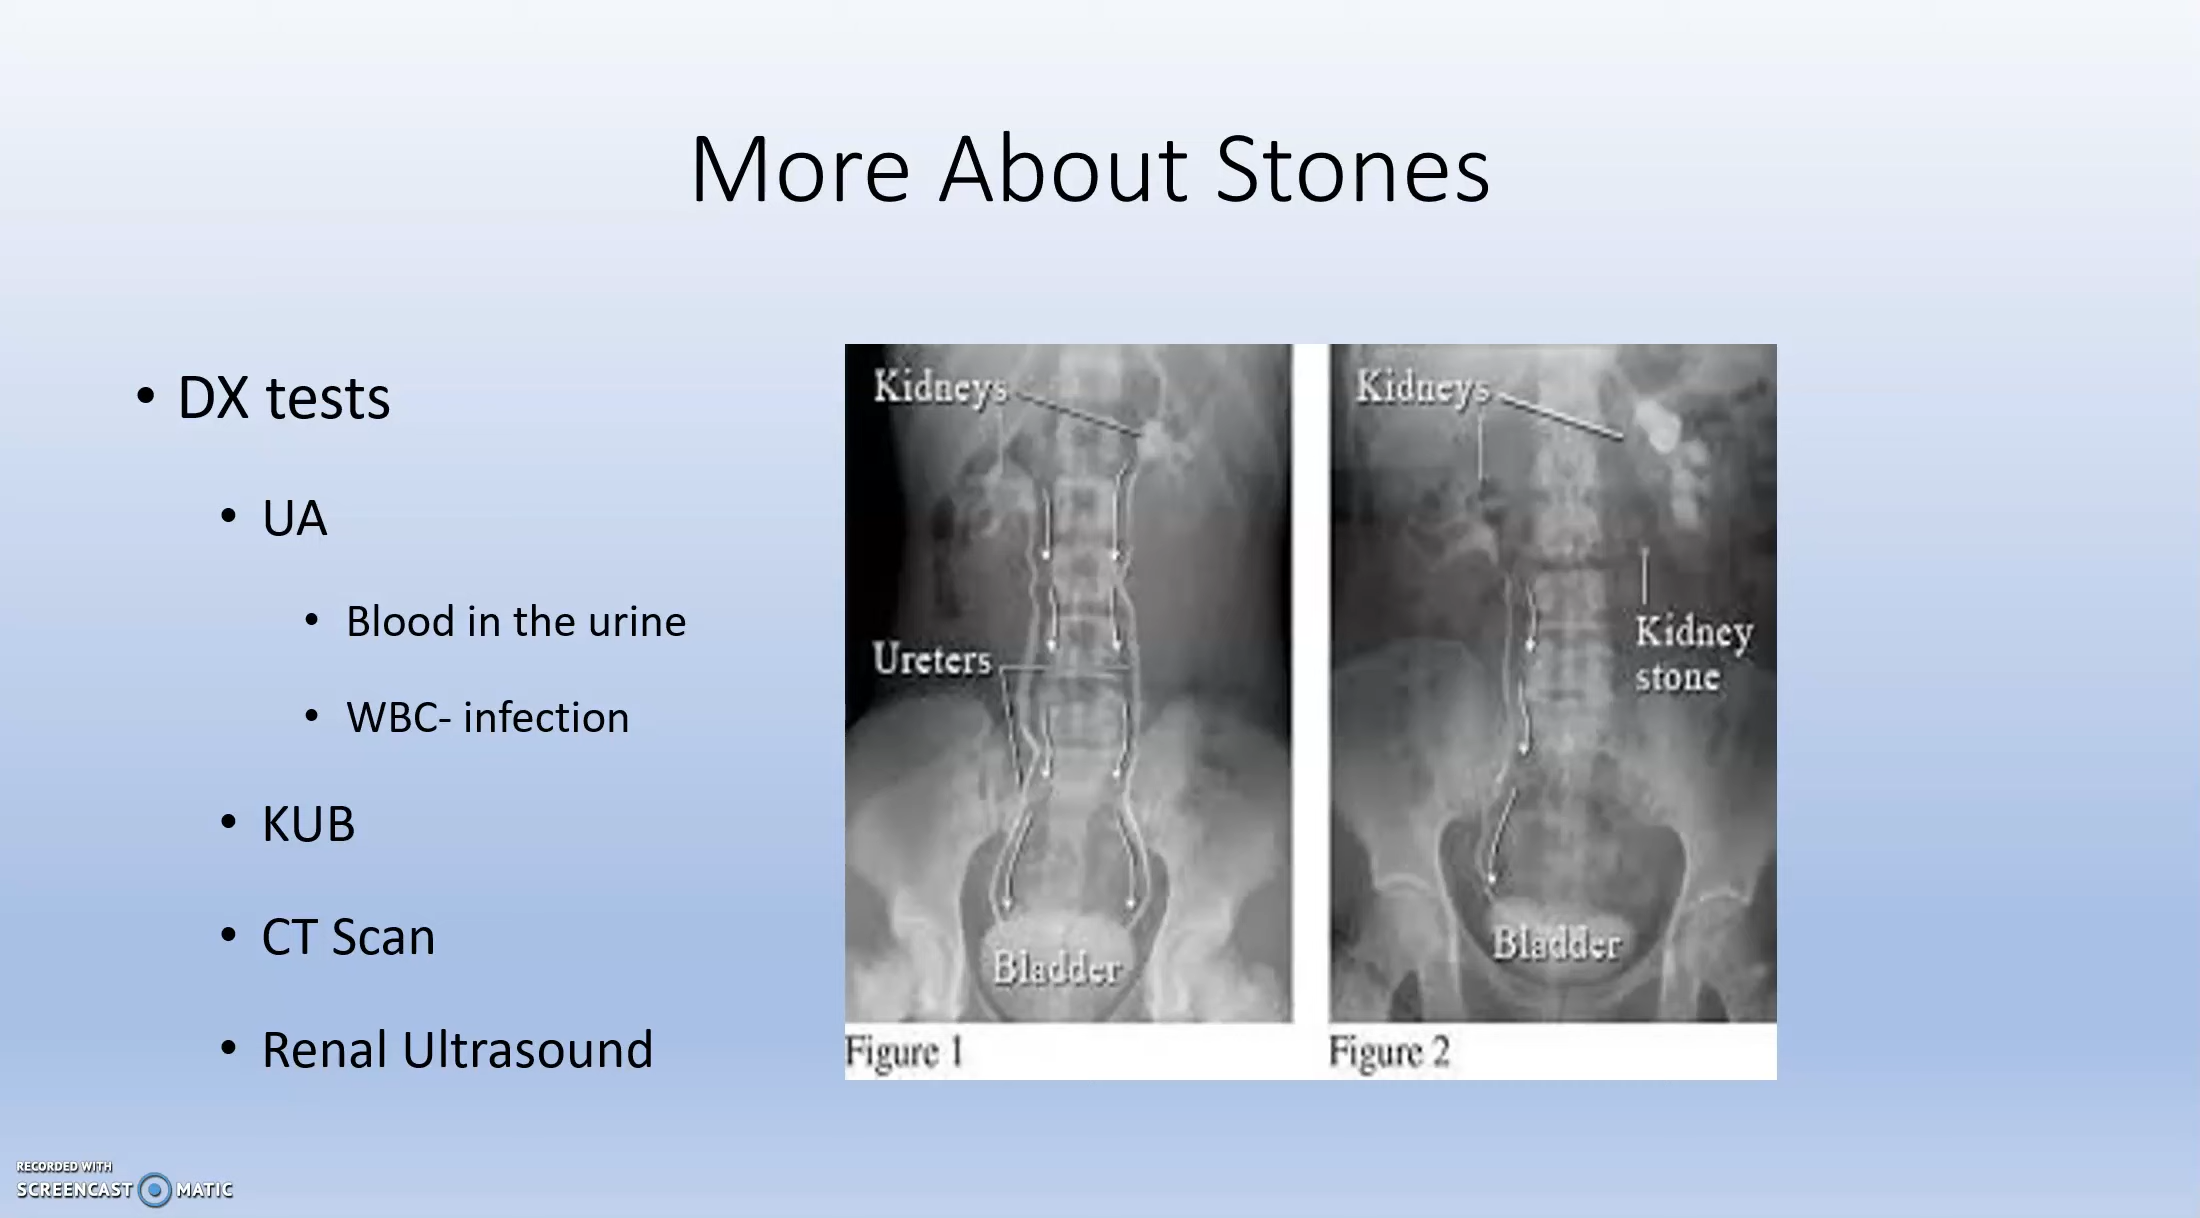 More About Stones
• DX tests
• UA
• Blood in the urine
• WBC- infection
• KUB
• CT Scan
• Renal Ultrasound
Kidneys
Ureters
Bladder
Figure 1
Kidneys
Kidney
stone
Bladder
Figure 2
RECORDED WITH
SCREENCAST MATIC